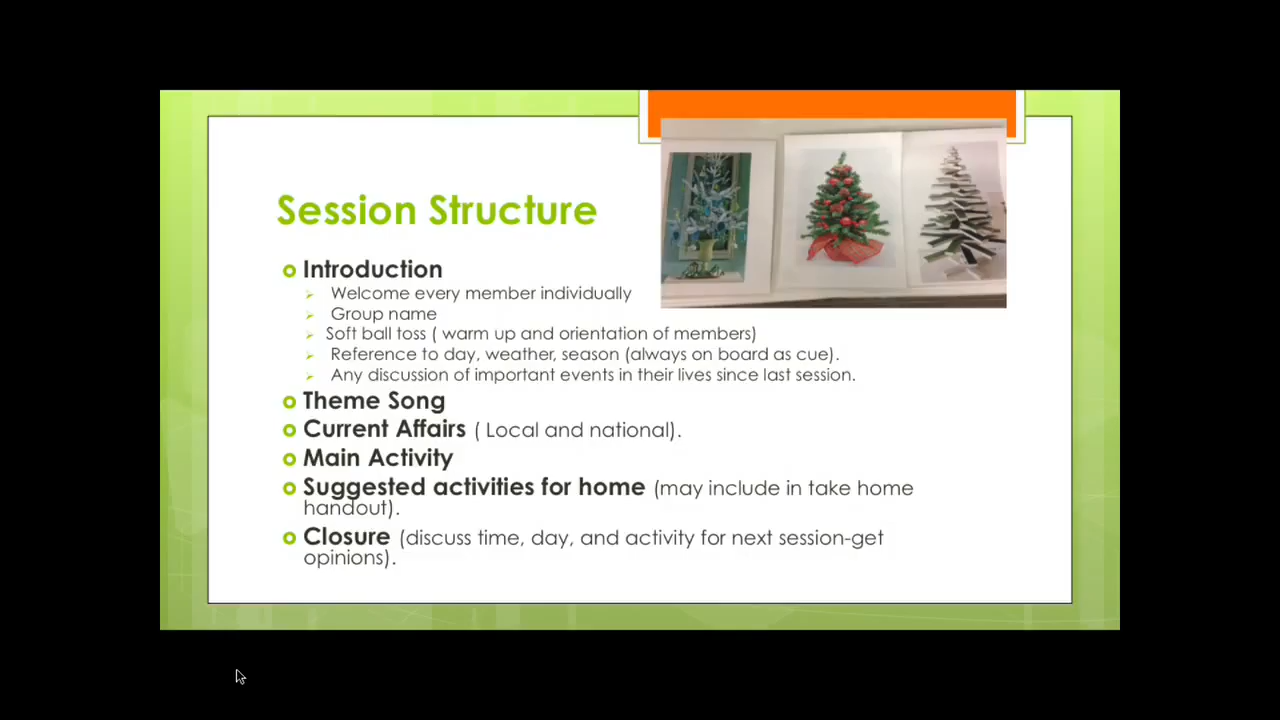 Session Structure
Introduction
Welcome every member individually
Group name
Soft ball toss ( warm up and orientation of members)
Reference to day, weather, season (always on board as cue).
Any discussion of important events in their lives since last session.
Theme Song
Current Affairs ( Local and national).
Main Activity
Suggested activities for home (may include in take home
handout).
Closure (discuss time, day, and activity for next session-get
opinions).